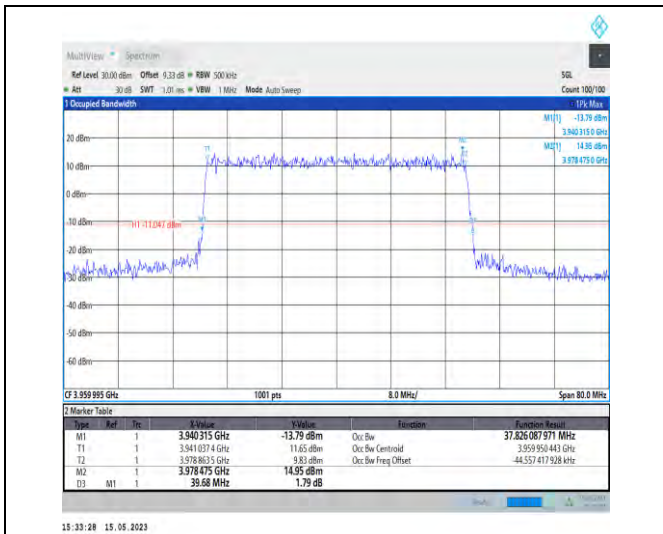 MultiView Spectrum
Ref Level 30.00 dBm Offset 9.33 dB RBW 500 kHz SGL
Att 30 dB SWT 1.01 ms VBW 1 MHz Mode Auto Sweep Count 100/100
1 Occupied Bandwidth 1Pk Max
M1[1] -13.79 dBm
3.940315 0 GHz
M2[1] 14.95 dBm
3.978475 0 GHz
20 dBm
10 dBm
0 dBm
-10 dBm
H1 -11.047 dBm
-30 dBm
-40 dBm
-50 dBm
-60 dBm
CF 3.959 995 GHz 1001 pts 8.0 MHz/ Span 80.0 MHz
2 Marker Table
Type Ref Trc X-Value Y-Value Function Function Result
M1 1 3.940 315 GHz -13.79 dBm Occ Bw 37.826 087 971 MHz
T1 1 3.941 037 4 GHz 11.65 dBm Occ Bw Centroid 3.959 950 443 GHz
T2 1 3.978 863 5 GHz 9.83 dBm Occ Bw Freq Offset -44.557 417 928 kHz
M2 1 3.978 475 GHz 14.95 dBm
D3 M1 1 39.68 MHz 1.79 dB
15:33:28 15.05.2023